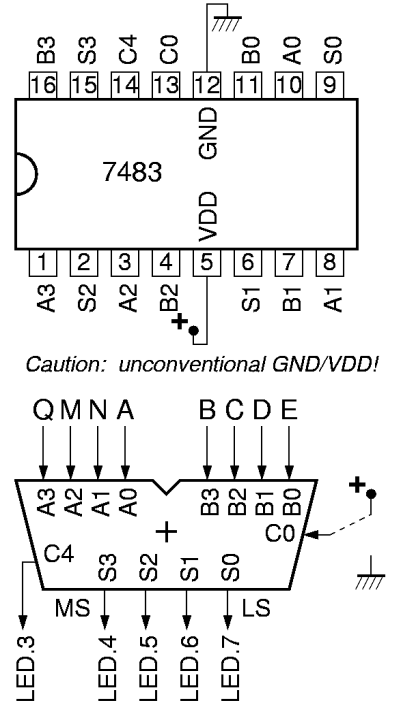 B3 S3 C4 C0 B0 A0 S0
16 15 14 13 12 11 10 9
GND
7483
VDD
1 2 3 4 5 6 7 8
A3 S2 A2 B2 S1 B1 A1
+
Caution: unconventional GND/VDD!
Q M N A B C D E
A3 A2 A1 A0 B3 B2 B1 B0
+
+
C0
C4
S3 S2 S1 S0
MS LS
LED.3 LED.4 LED.5 LED.6 LED.7